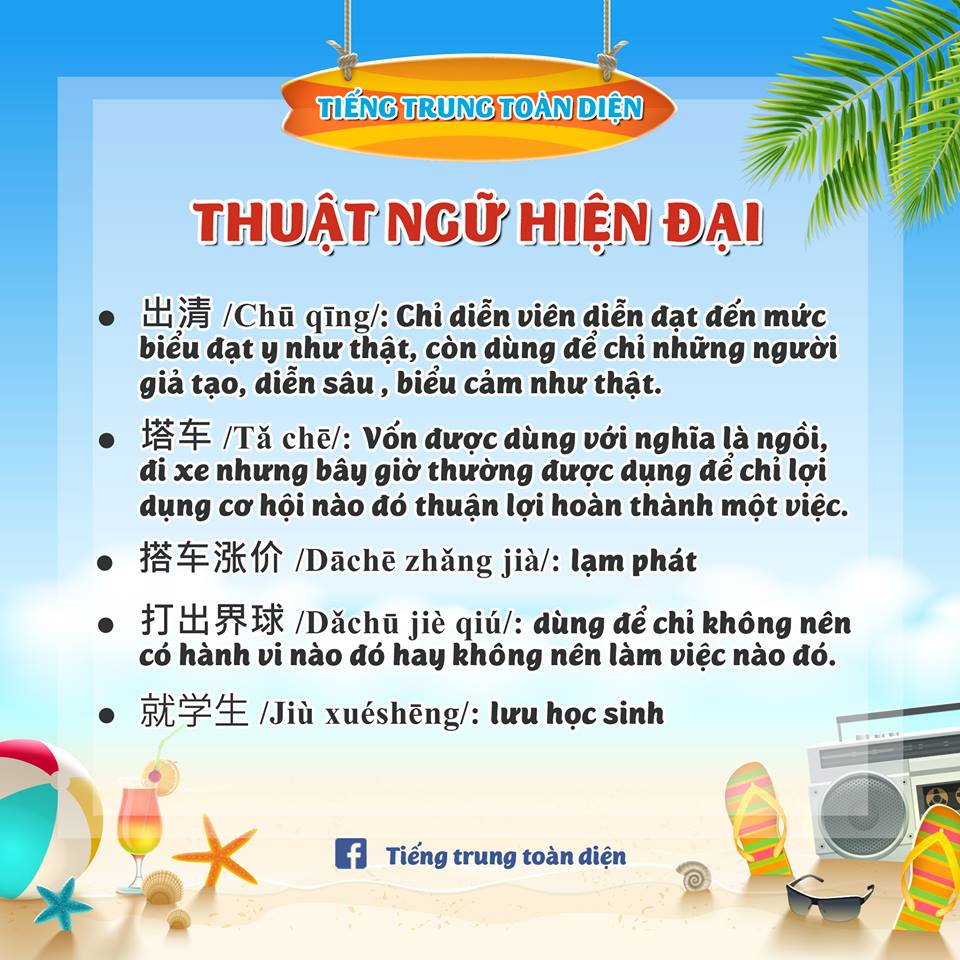 TIẾNG TRUNG TOÀN DIỆN
THUẬT NGỮ HIỆN ĐẠI
• 出清 /Chū qīng/: Chỉ diễn viên diễn đạt đến mức
biểu đạt y như thật, còn dùng để chỉ những người
giả tạo, diễn sâu , biểu cảm như thật.
• 塔车 /Tǎ chē/: Vốn được dùng với nghĩa là ngồi,
đi xe nhưng bây giờ thường được dụng để chỉ lợi
dụng cơ hội nào đó thuận lợi hoàn thành một việc.
• 搭车涨价 /Dāchē zhǎng jià/: lạm phát
• 打出界球 /Dǎchū jiè qiú/: dùng để chỉ không nên
có hành vi nào đó hay không nên làm việc nào đó.
• 就学生 /Jiù xuéshēng/: lưu học sinh
Tiếng trung toàn diện